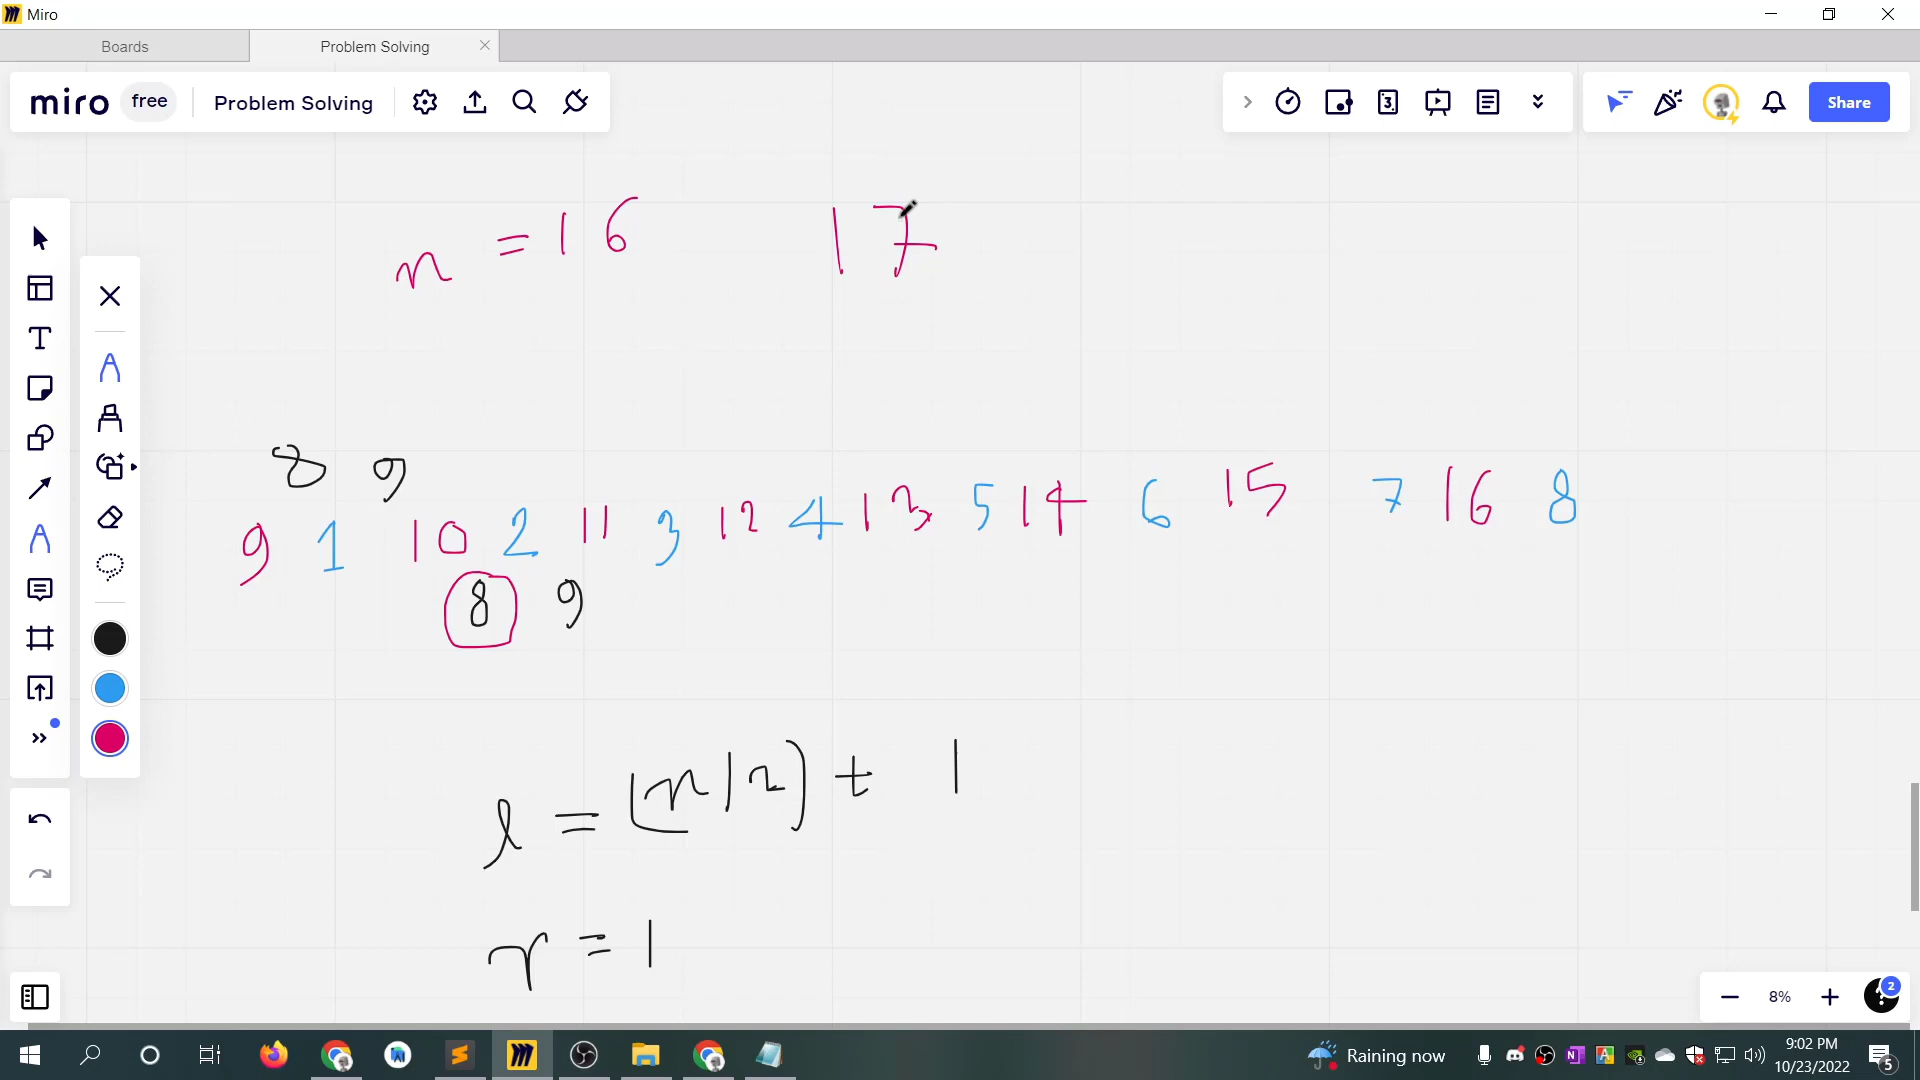 Miro
Boards
Problem Solving
miro free Problem Solving
Share
n = 16 17
8 9
9 1 10 2 11 3 12 4 13 5 14 6 15 7 16 8
8 9
l = (n/2) + 1
r = 1
8%
2
Raining now
9:02 PM
10/23/2022
5